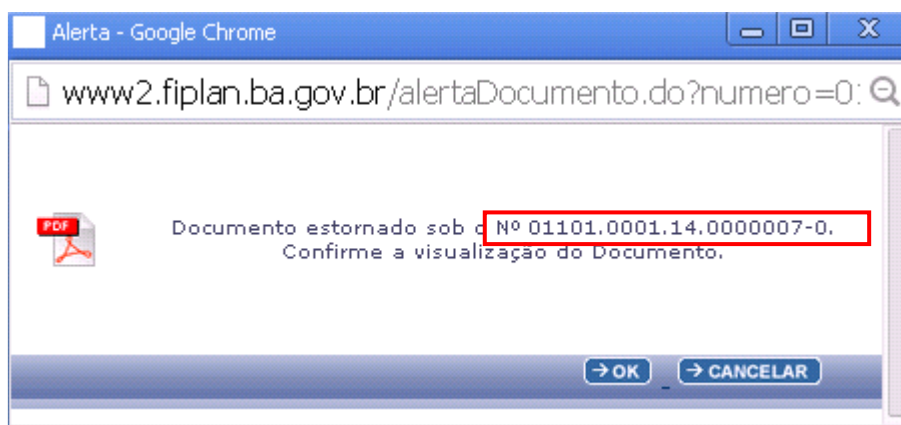 Alerta - Google Chrome
www2.fiplan.ba.gov.br/alertaDocumento.do?numero=0:
PDF
Documento estornado sob o Nº 01101.0001.14.0000007-0.
Confirme a visualização do Documento.
OK CANCELAR